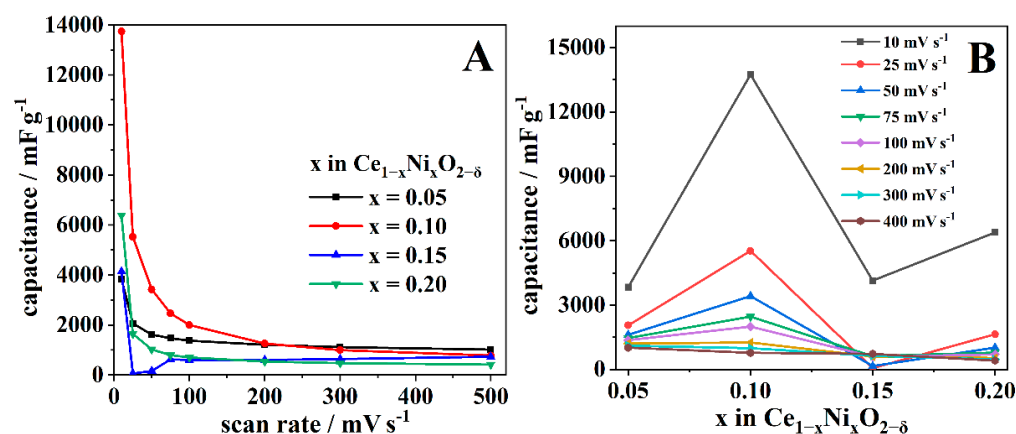 A
14000
12000
10000
8000
6000
4000
2000
0
capacitance / mF g⁻¹
x in Ce₁₋ₓNiₓO₂₋δ
x = 0.05
x = 0.10
x = 0.15
x = 0.20
0 100 200 300 400 500
scan rate / mV s⁻¹
B
15000
12000
9000
6000
3000
0
capacitance / mF g⁻¹
10 mV s⁻¹
25 mV s⁻¹
50 mV s⁻¹
75 mV s⁻¹
100 mV s⁻¹
200 mV s⁻¹
300 mV s⁻¹
400 mV s⁻¹
0.05 0.10 0.15 0.20
x in Ce₁₋ₓNiₓO₂₋δ